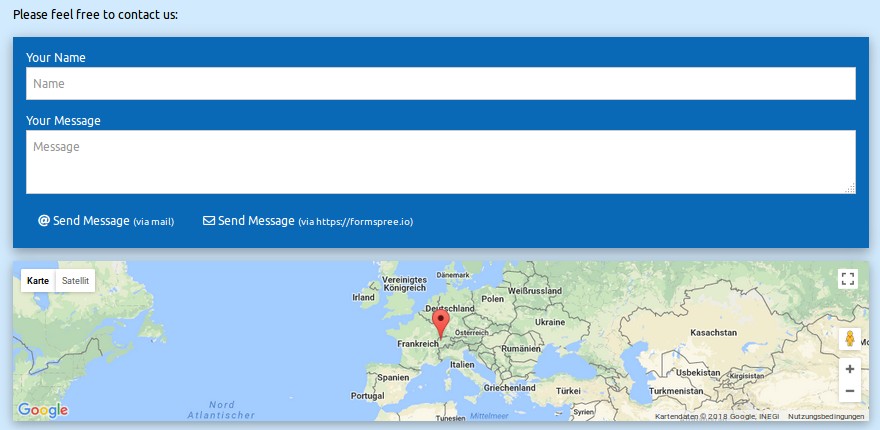 Please feel free to contact us:
Your Name
Name
Your Message
Message
@ Send Message (via mail)
Send Message (via https://formspree.io)
Karte Satellit
Dänemark
Vereinigtes
Königreich
Irland
Weißrussland
Polen
Deutschland
Ukraine
Österreich
Kasachstan
Frankreich
Rumänien
Italien
Usbekistan
Kirgisistan
Spanien
Griechenland
Türkei
Turkmenistan
Portugal
Nord
Atlantischer
Google
Tunesien
Mittelmeer
Syrien
Kartendaten © 2018 Google, INEGI
Nutzungsbedingungen